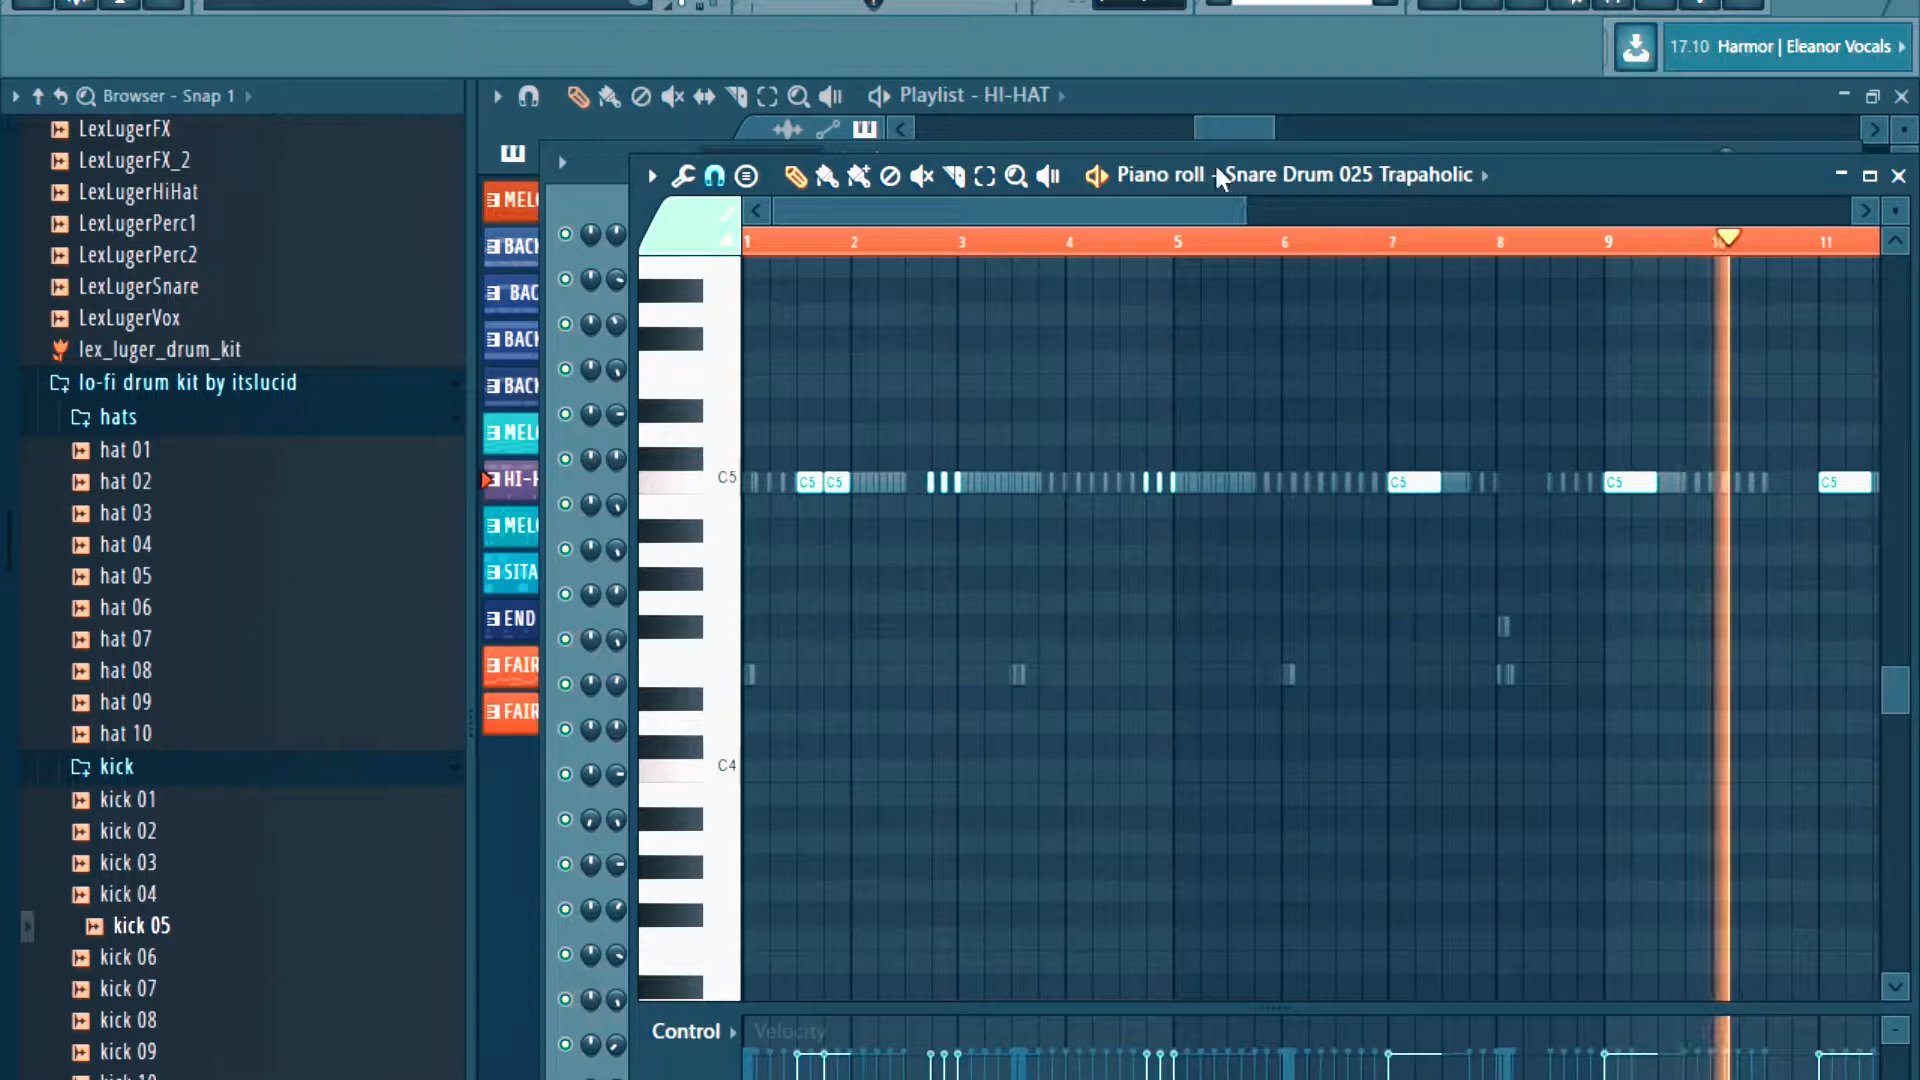 17.10 Harmor | Eleanor Vocals
Browser - Snap 1
Playlist - HI-HAT
Piano roll - Snare Drum 025 Trapaholic
LexLugerFX
LexLugerFX_2
LexLugerHiHat
LexLugerPerc1
LexLugerPerc2
LexLugerSnare
LexLugerVox
lex_luger_drum_kit
lo-fi drum kit by itslucid
hats
hat 01
hat 02
hat 03
hat 04
hat 05
hat 06
hat 07
hat 08
hat 09
hat 10
kick
kick 01
kick 02
kick 03
kick 04
kick 05
kick 06
kick 07
kick 08
kick 09
MEL
BACK
BAC
BACK
BACK
MEL
HI-H
MEL
SITA
END
FAIR
FAIR
1 2 3 4 5 6 7 8 9 10 11
C5 C5 C5 C5 C5 C5
C4
Control Velocity